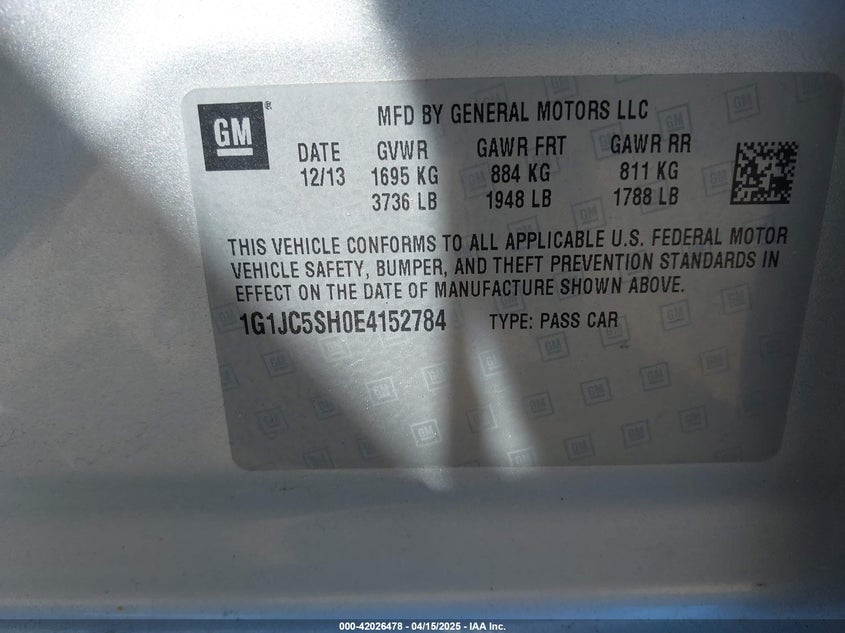 GM®
MFD BY GENERAL MOTORS LLC
DATE GVWR GAWR FRT GAWR RR
12/13 1695 KG 884 KG 811 KG
3736 LB 1948 LB 1788 LB
THIS VEHICLE CONFORMS TO ALL APPLICABLE U.S. FEDERAL MOTOR
VEHICLE SAFETY, BUMPER, AND THEFT PREVENTION STANDARDS IN
EFFECT ON THE DATE OF MANUFACTURE SHOWN ABOVE.
1G1JC5SH0E4152784 TYPE: PASS CAR
000-42026478 - 04/15/2025 - IAA Inc.